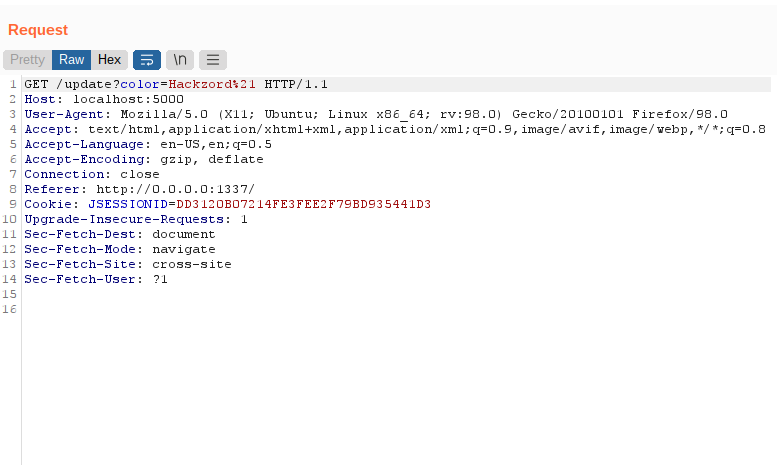 Request
Pretty Raw Hex \n
1 GET /update?color=Hackzord%21 HTTP/1.1
2 Host: localhost:5000
3 User-Agent: Mozilla/5.0 (X11; Ubuntu; Linux x86_64; rv:98.0) Gecko/20100101 Firefox/98.0
4 Accept: text/html,application/xhtml+xml,application/xml;q=0.9,image/avif,image/webp,*/*;q=0.8
5 Accept-Language: en-US,en;q=0.5
6 Accept-Encoding: gzip, deflate
7 Connection: close
8 Referer: http://0.0.0.0:1337/
9 Cookie: JSESSIONID=DD3120B07214FE3FEE2F79BD935441D3
10 Upgrade-Insecure-Requests: 1
11 Sec-Fetch-Dest: document
12 Sec-Fetch-Mode: navigate
13 Sec-Fetch-Site: cross-site
14 Sec-Fetch-User: ?1
15
16